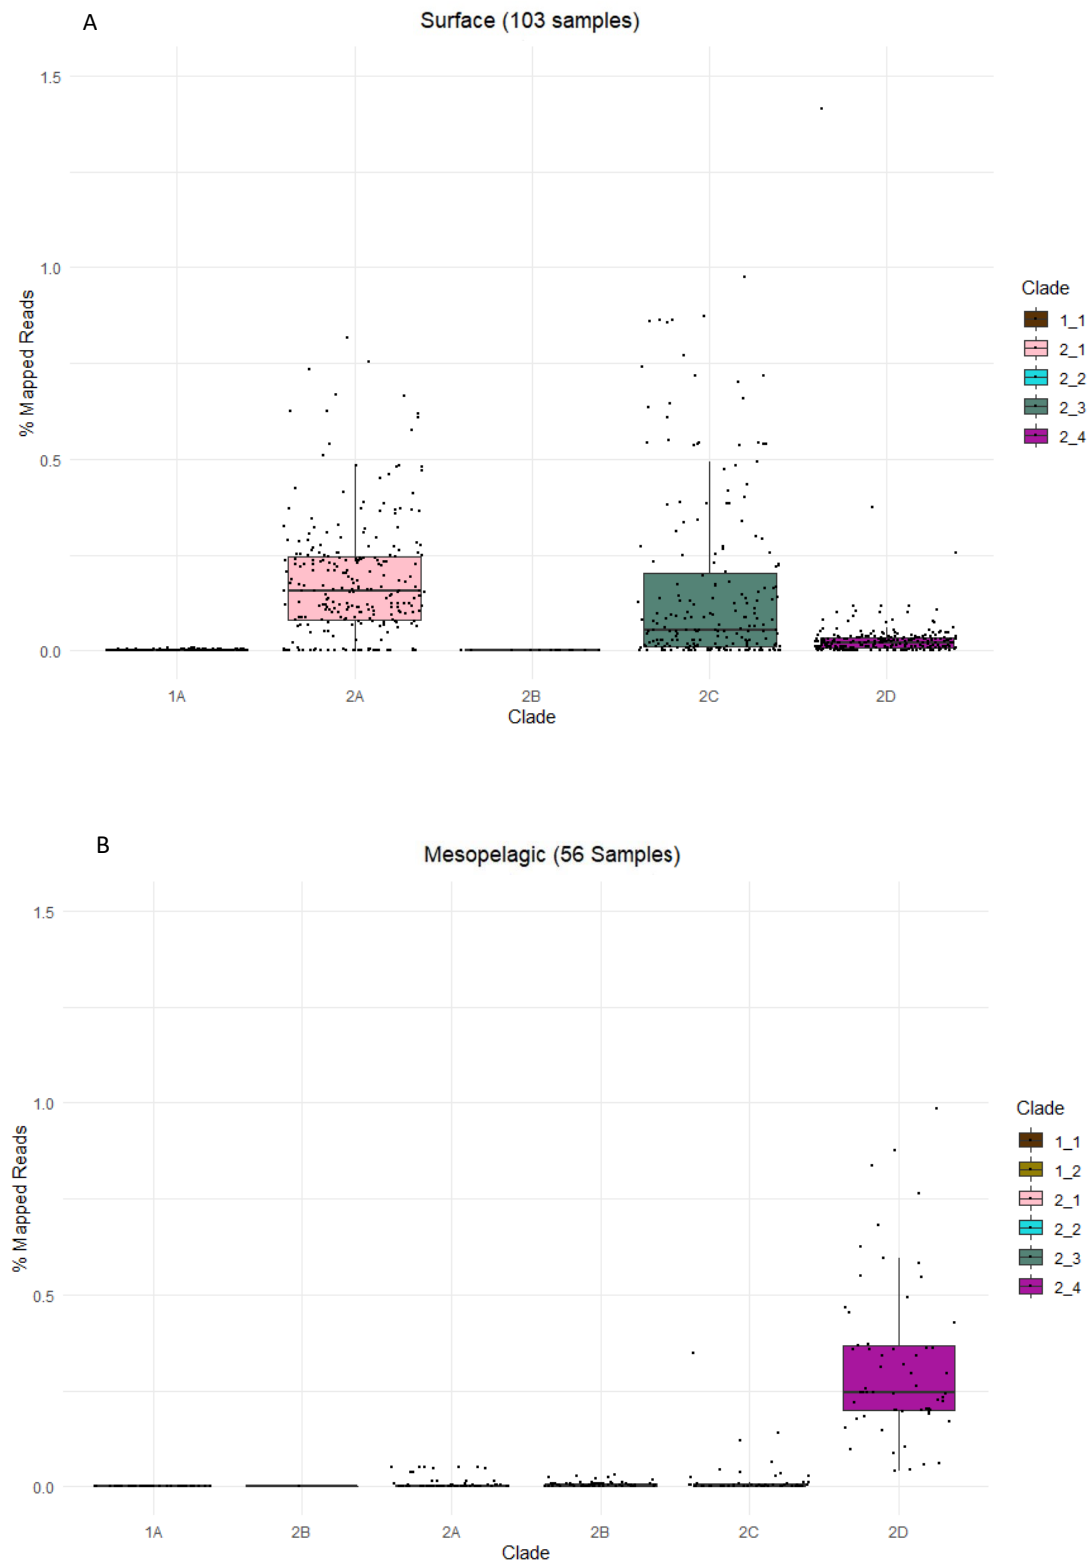 A
Surface (103 samples)
1.5
1.0
0.5
0.0
% Mapped Reads
1A 2A 2B 2C 2D
Clade
Clade
1_1
2_1
2_2
2_3
2_4
B
Mesopelagic (56 Samples)
1.5
1.0
0.5
0.0
% Mapped Reads
1A 2B 2A 2B 2C 2D
Clade
Clade
1_1
1_2
2_1
2_2
2_3
2_4